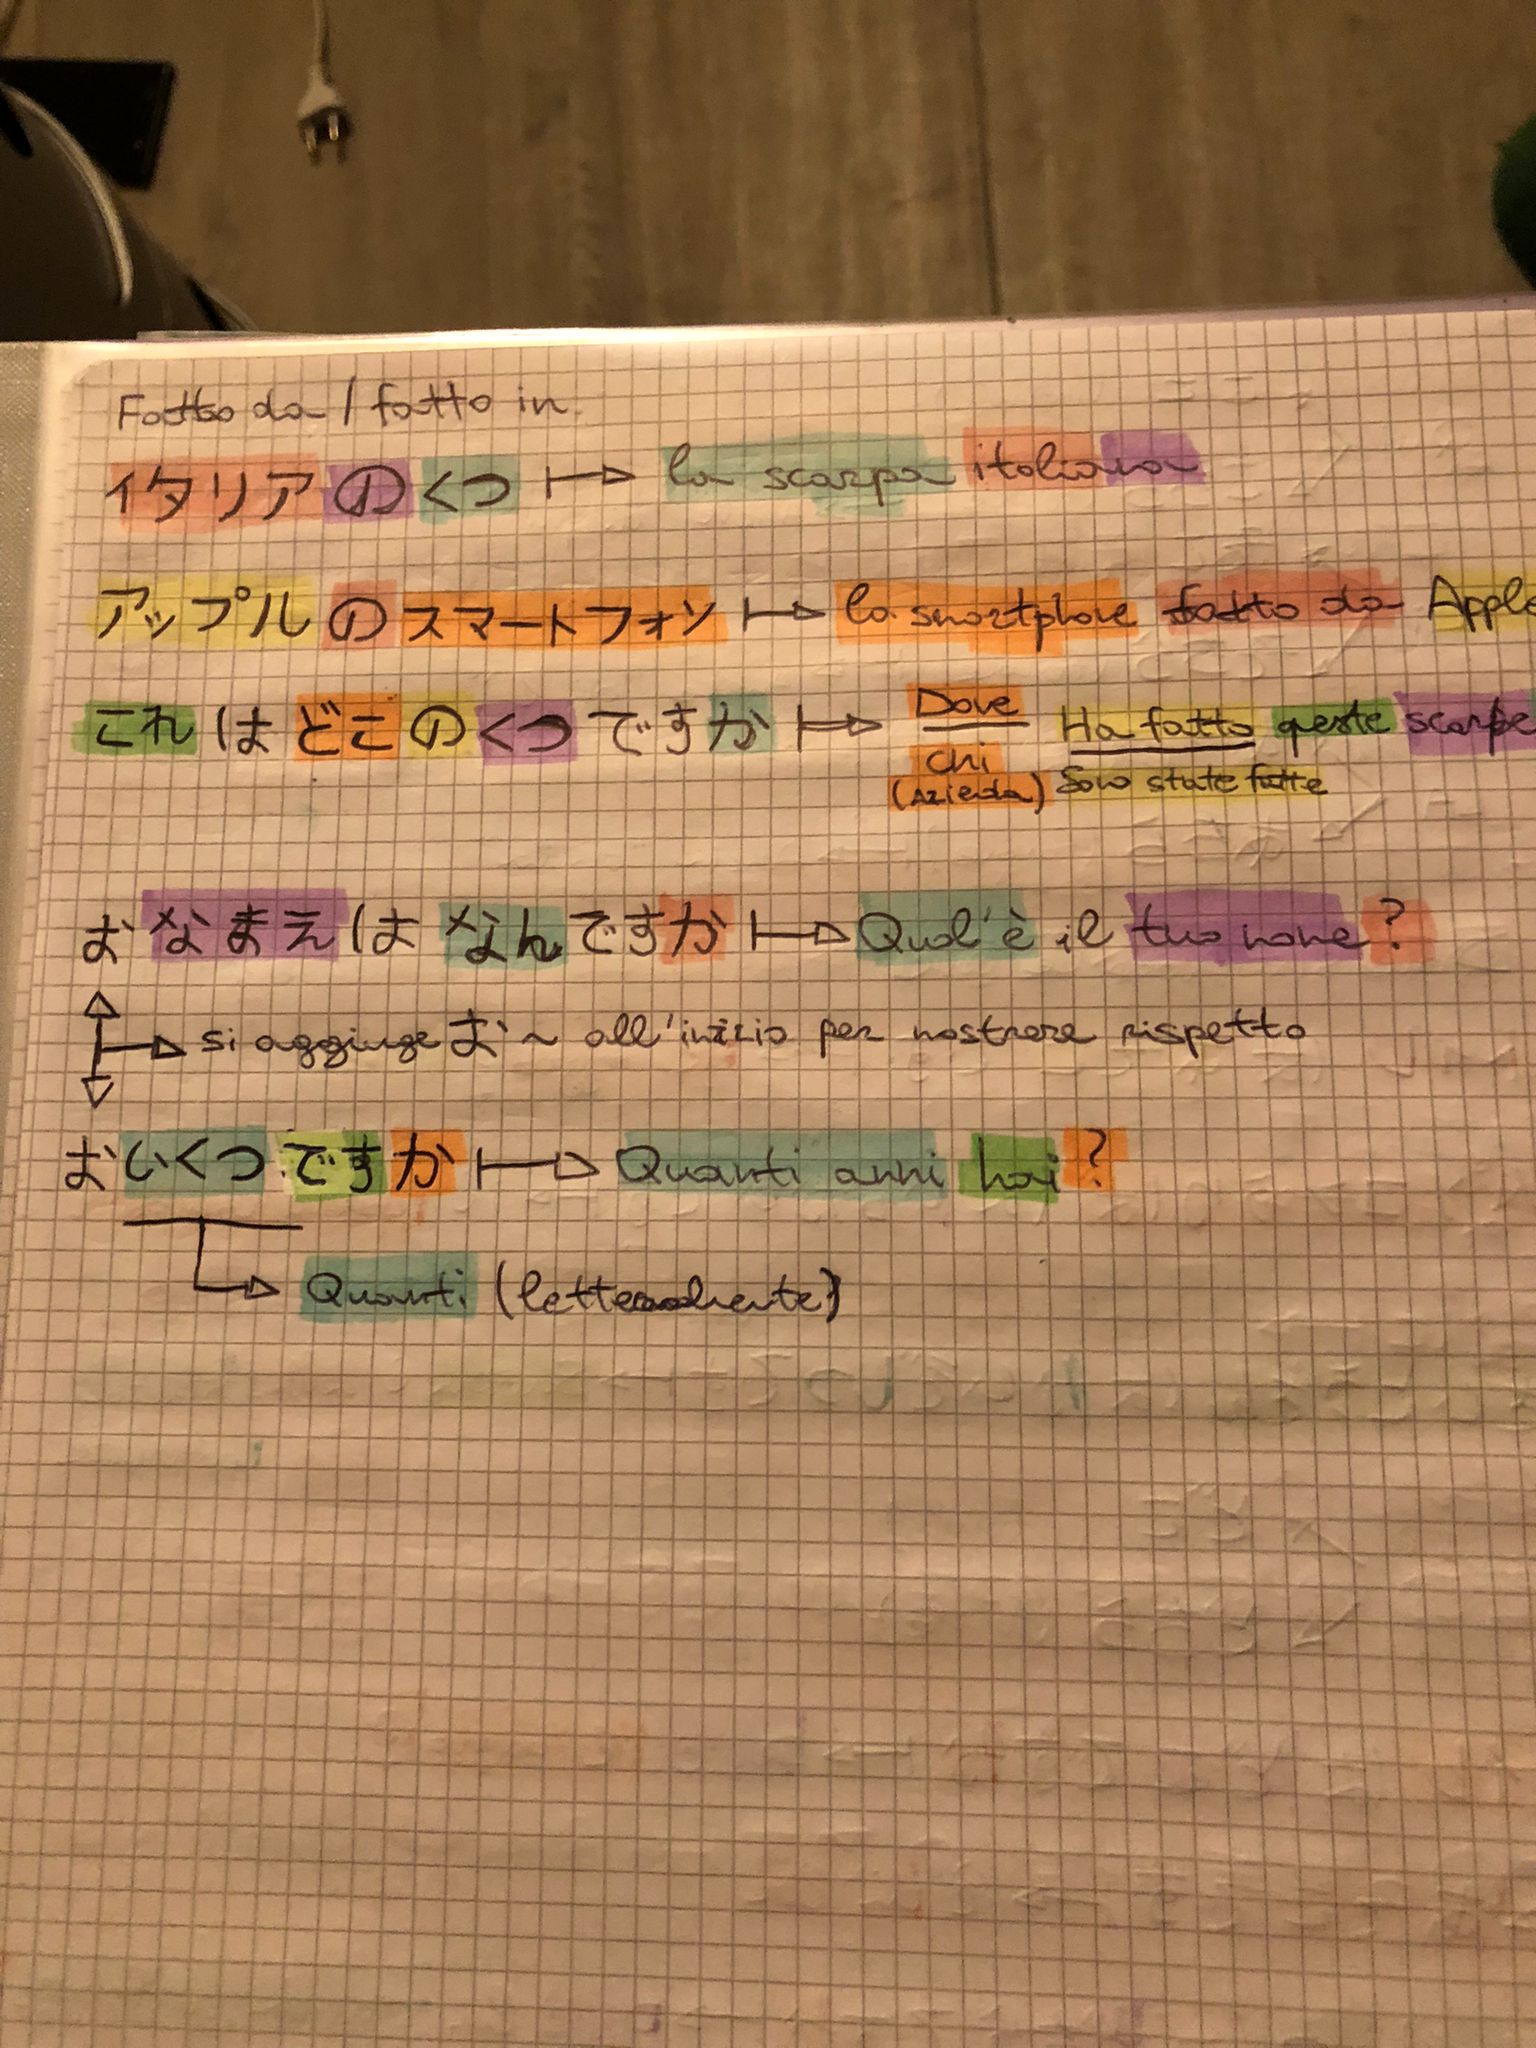 Fatto da / fatto in
イタリアのくつ → la scarpa italiana
アップルのスマートフォン → lo smartphone fatto da Apple
これはどこのくつですか → Dove Ha fatto queste scarpe
chi Sono state fatte
(Azienda)
おなまえはなんですか → Qual'è il tuo nome?
→ si aggiunge お~ all'inizio per mostrare rispetto
おいくつですか → Quanti anni hai?
→ Quanti (letteralmente)